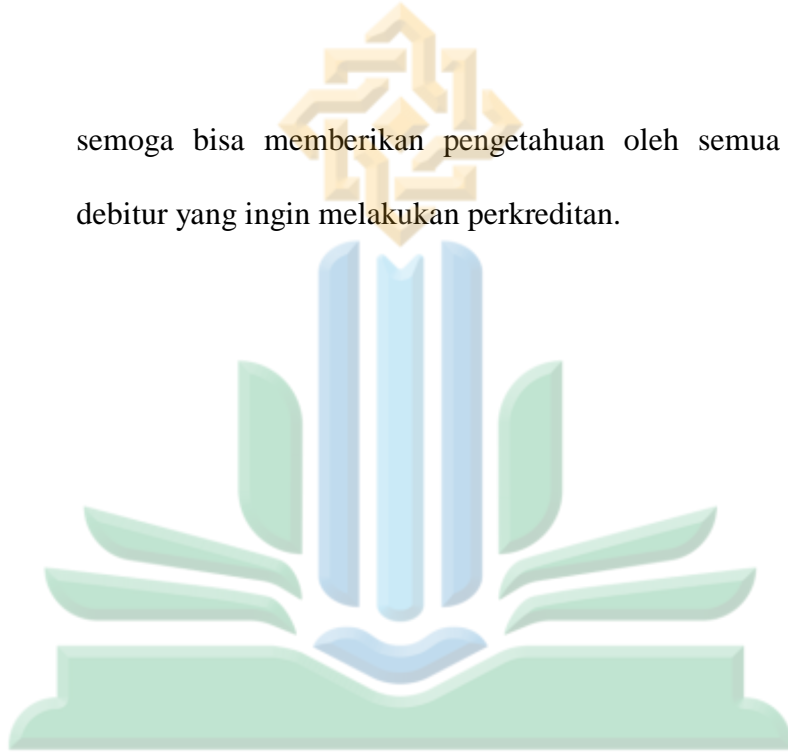 semoga bisa memberikan pengetahuan oleh semua
debitur yang ingin melakukan perkreditan.